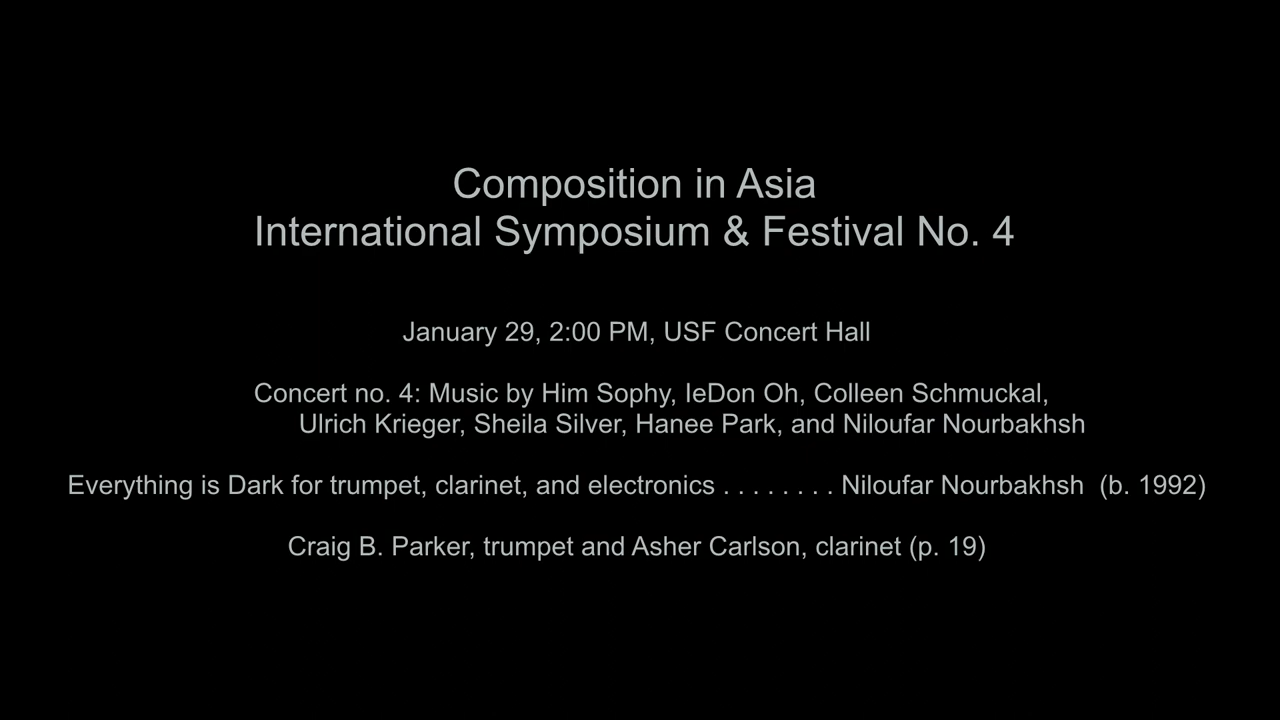 Composition in Asia
International Symposium & Festival No. 4
January 29, 2:00 PM, USF Concert Hall
Concert no. 4: Music by Him Sophy, IeDon Oh, Colleen Schmuckal,
Ulrich Krieger, Sheila Silver, Hanee Park, and Niloufar Nourbakhsh
Everything is Dark for trumpet, clarinet, and electronics . . . . . . . . Niloufar Nourbakhsh  (b. 1992)
Craig B. Parker, trumpet and Asher Carlson, clarinet (p. 19)